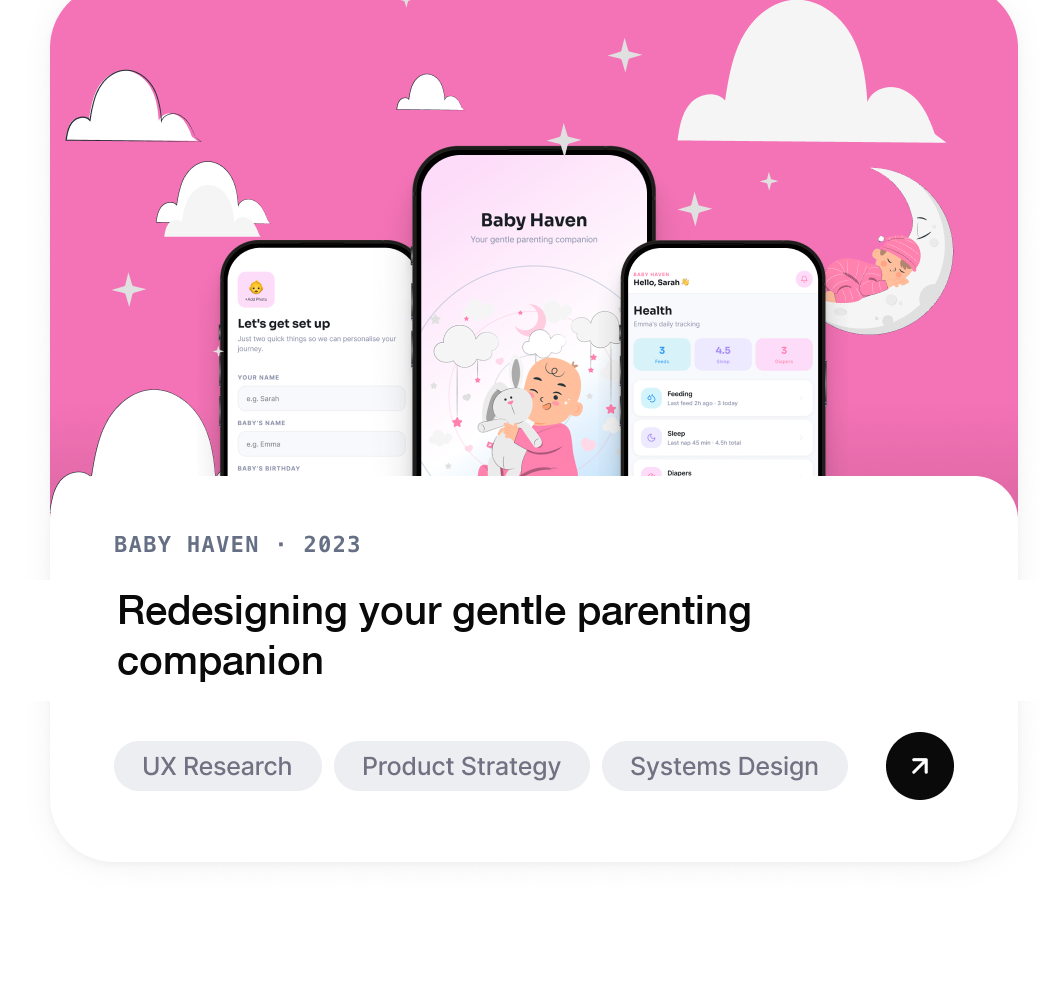 Baby Haven
Your gentle parenting companion
+Add Photo
Let's get set up
Just two quick things so we can personalise your
journey.
YOUR NAME
e.g. Sarah
BABY'S NAME
e.g. Emma
BABY'S BIRTHDAY
BABY HAVEN
Hello, Sarah 👋
Health
Emma's daily tracking
3
Feeds
4.5
Sleep
3
Diapers
Feeding
Last feed 2h ago · 3 today
Sleep
Last nap 45 min · 4.5h total
Diapers
BABY HAVEN · 2023
Redesigning your gentle parenting
companion
UX Research
Product Strategy
Systems Design